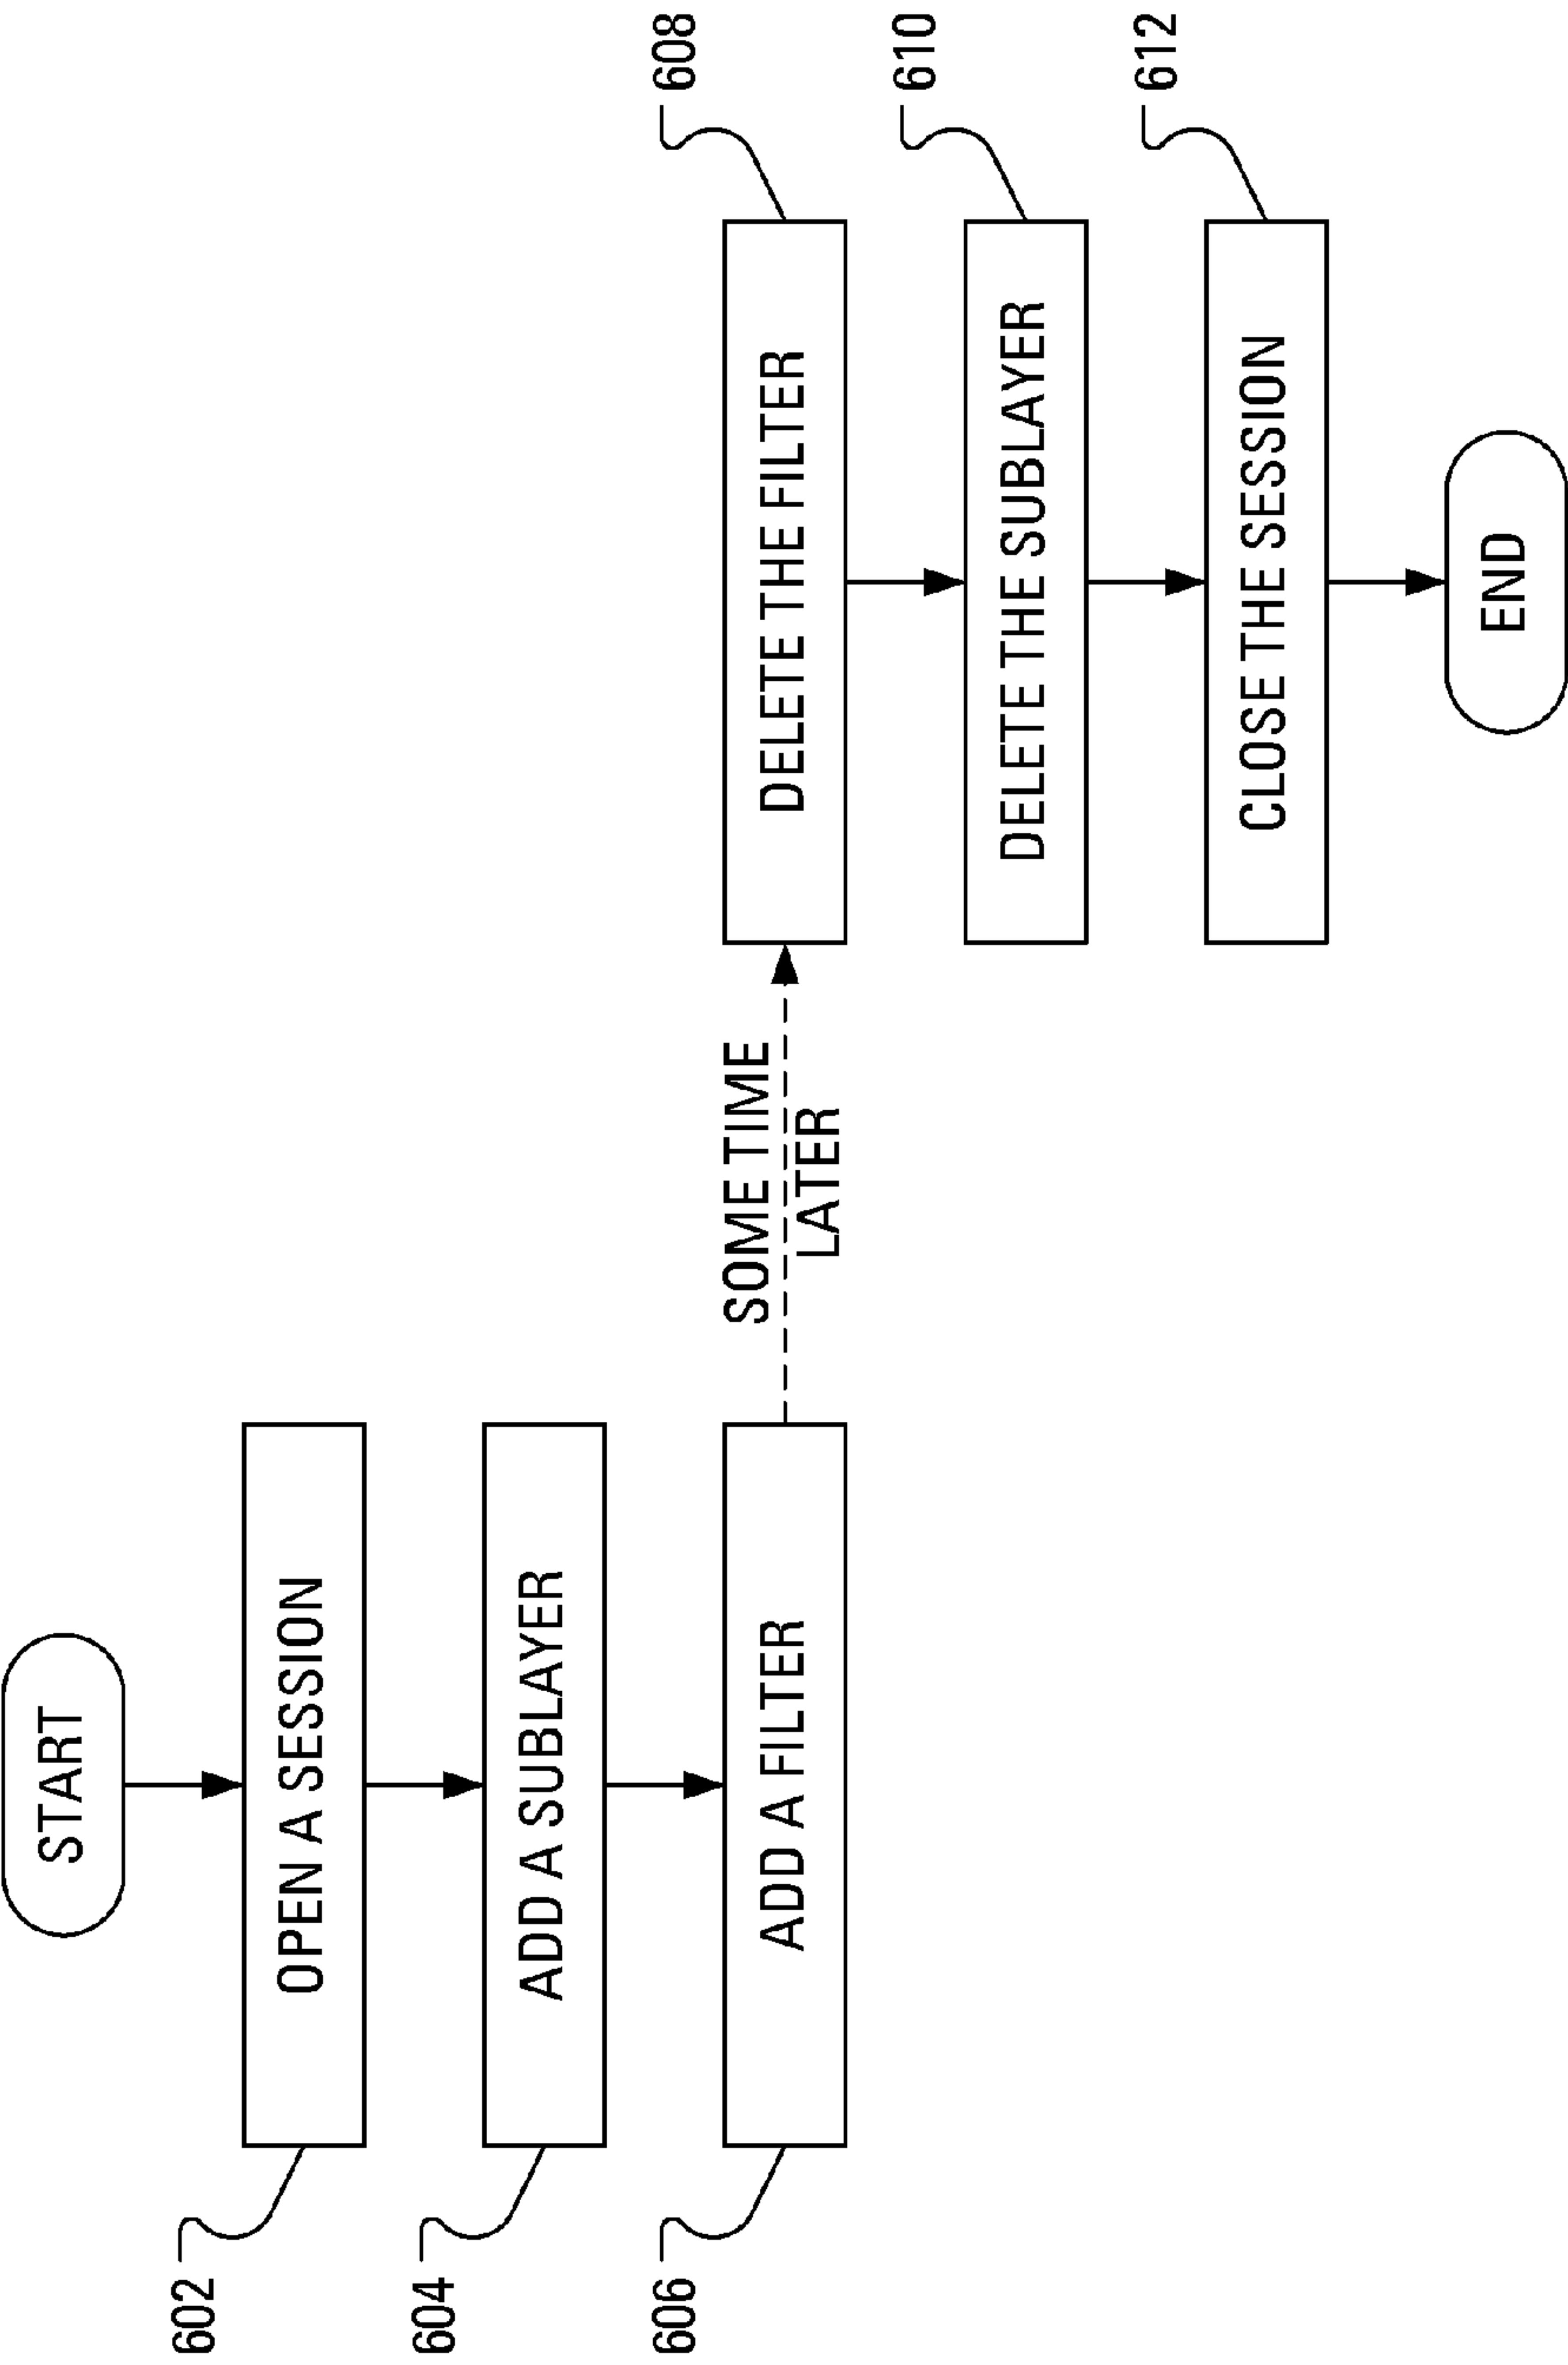 START
602
OPEN A SESSION
604
ADD A SUBLAYER
606
ADD A FILTER
SOME TIME
LATER
608
DELETE THE FILTER
610
DELETE THE SUBLAYER
612
CLOSE THE SESSION
END